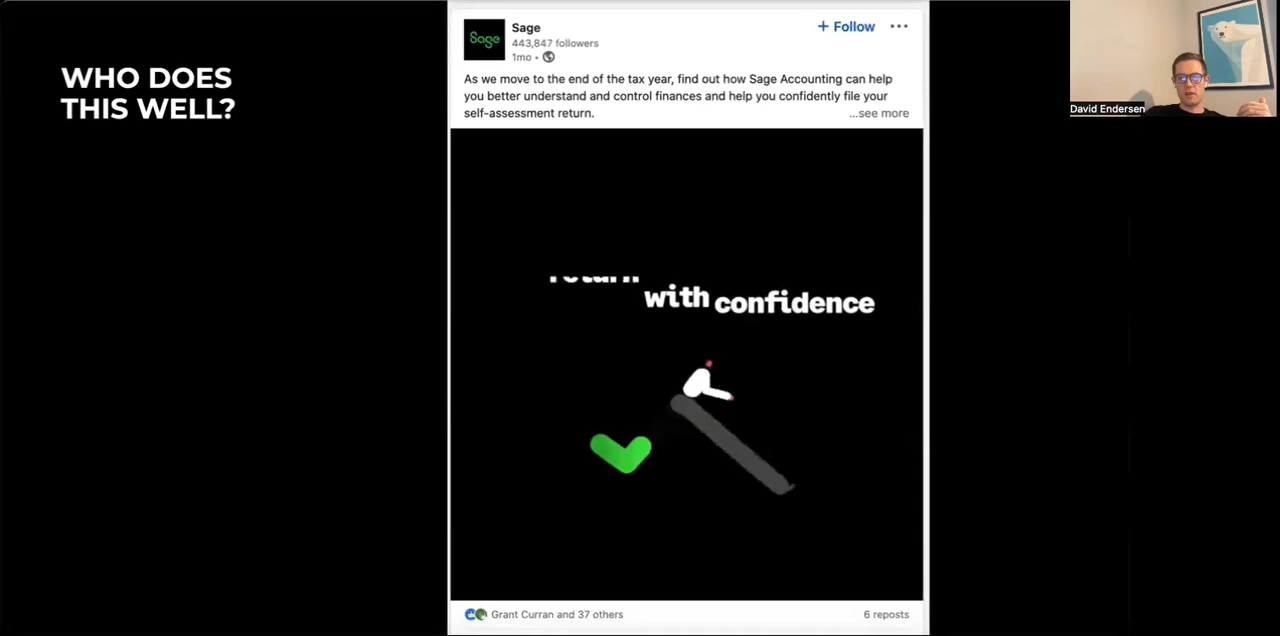 WHO DOES
THIS WELL?
Sage
Sage
443,847 followers
1mo •
+ Follow
•••
As we move to the end of the tax year, find out how Sage Accounting can help
you better understand and control finances and help you confidently file your
self-assessment return.
...see more
return
with confidence
Grant Curran and 37 others
6 reposts
David Endersen